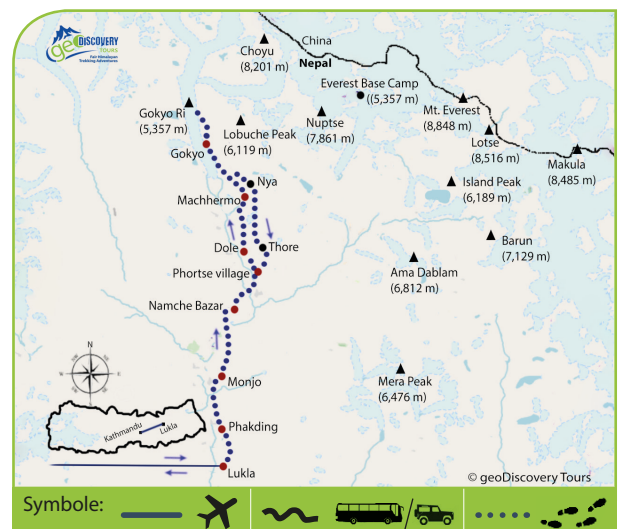 geo DISCOVERY
TOURS
Fair Himalayan
Trekking Adventures
Choyu
(8,201 m)
China
Nepal
Everest Base Camp
((5,357 m)
Gokyo Ri
(5,357 m)
Lobuche Peak
(6,119 m)
Nuptse
(7,861 m)
Mt. Everest
(8,848 m)
Lotse
(8,516 m)
Makula
(8,485 m)
Gokyo
Nya
Island Peak
(6,189 m)
Machhermo
Barun
(7,129 m)
Dole
Thore
Ama Dablam
(6,812 m)
Phortse village
Namche Bazar
N
Monjo
Mera Peak
(6,476 m)
Kathmandu
Lukla
Phakding
Lukla
© geoDiscovery Tours
Symbole: